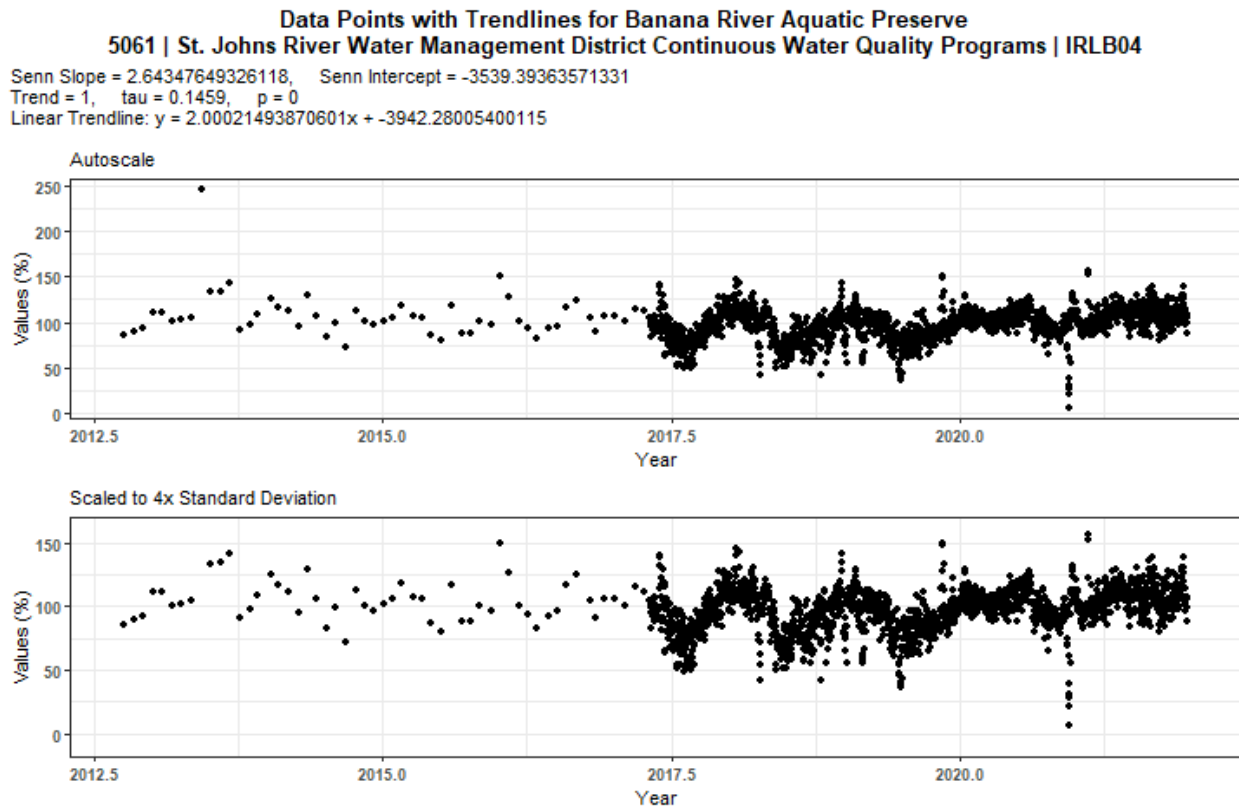 Data Points with Trendlines for Banana River Aquatic Preserve
5061 | St. Johns River Water Management District Continuous Water Quality Programs | IRLB04
Senn Slope = 2.64347649326118, Senn Intercept = -3539.39363571331
Trend = 1, tau = 0.1459, p = 0
Linear Trendline: y = 2.00021493870601x + -3942.28005400115
Autoscale
250
200
150
100
50
0
Values (%)
2012.5 2015.0 2017.5 2020.0
Year
Scaled to 4x Standard Deviation
150
100
50
0
Values (%)
2012.5 2015.0 2017.5 2020.0
Year